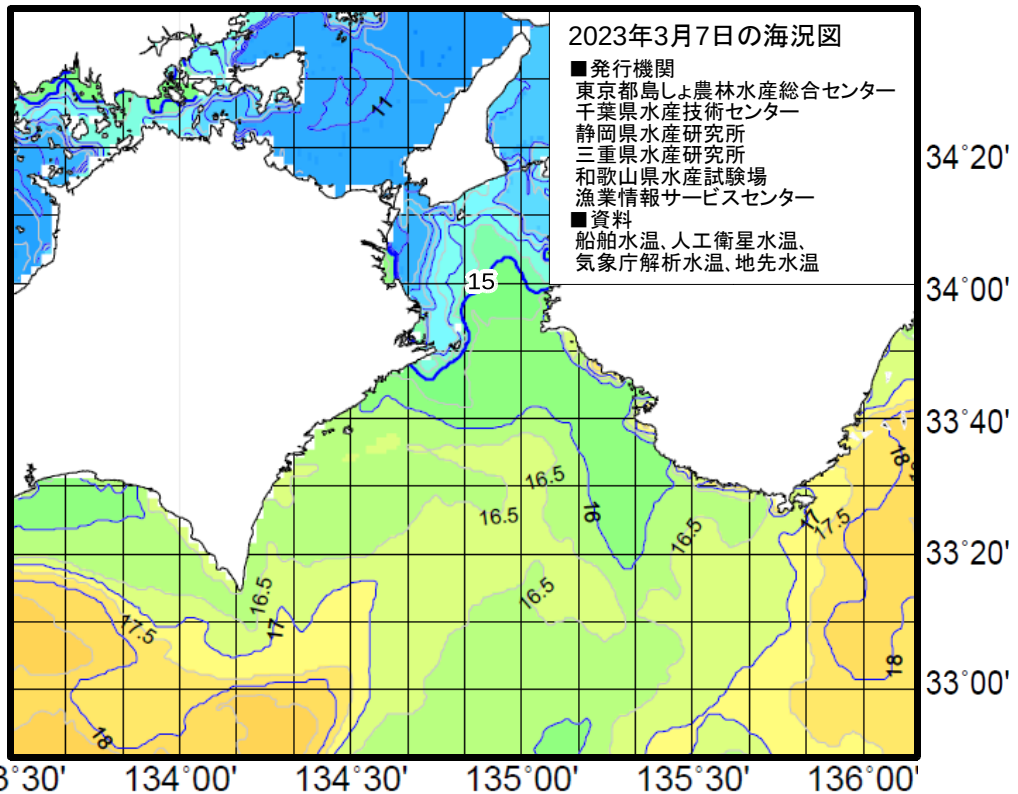 2023年3月7日の海況図
■発行機関
東京都島しょ農林水産総合センター
千葉県水産技術センター
静岡県水産研究所
三重県水産研究所
和歌山県水産試験場
漁業情報サービスセンター
■資料
船舶水温、人工衛星水温、
気象庁解析水温、地先水温
11
34°20'
15
34°00'
33°40'
18
16.5
16.5
16
16.5
17
17.5
33°20'
16.5
16.5
17
17.5
18
33°00'
18
3°30'
134°00'
134°30'
135°00'
135°30'
136°00'